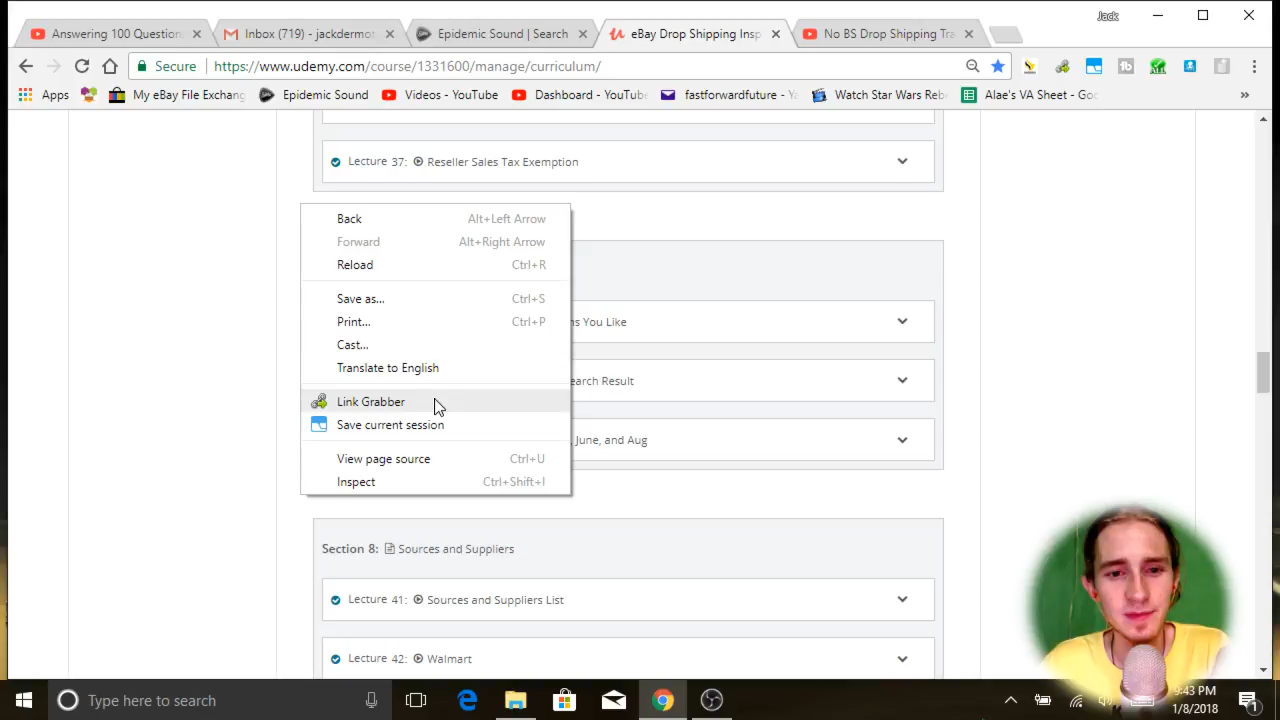 Jack
Answering 100 Question
Inbox (719) - jackdermot
Epidemic Sound | Search
eBay Drop Shipping Insp
No BS Drop Shipping Tra
Secure
https://www.udemy.com/course/1331600/manage/curriculum/
Apps
My eBay File Exchang
Epidemic Sound
Videos - YouTube
Dashboard - YouTube
fastforwardfuture - Y
Watch Star Wars Reb
Alae's VA Sheet - Goo
Lecture 37: Reseller Sales Tax Exemption
Back Alt+Left Arrow
Forward Alt+Right Arrow
Reload Ctrl+R
Save as... Ctrl+S
Print... Ctrl+P
ns You Like
Cast...
Translate to English
earch Result
Link Grabber
Save current session
, June, and Aug
View page source Ctrl+U
Inspect Ctrl+Shift+I
Section 8: Sources and Suppliers
Lecture 41: Sources and Suppliers List
Lecture 42: Walmart
Type here to search
9:43 PM
1/8/2018